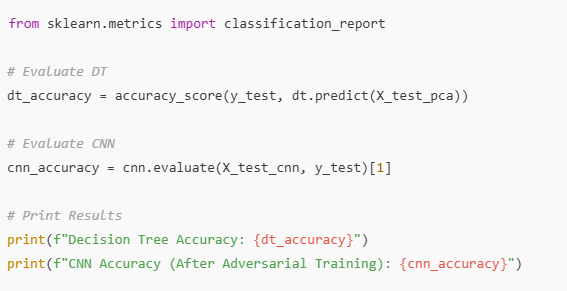 from sklearn.metrics import classification_report
# Evaluate DT
dt_accuracy = accuracy_score(y_test, dt.predict(X_test_pca))
# Evaluate CNN
cnn_accuracy = cnn.evaluate(X_test_cnn, y_test)[1]
# Print Results
print(f"Decision Tree Accuracy: {dt_accuracy}")
print(f"CNN Accuracy (After Adversarial Training): {cnn_accuracy}")